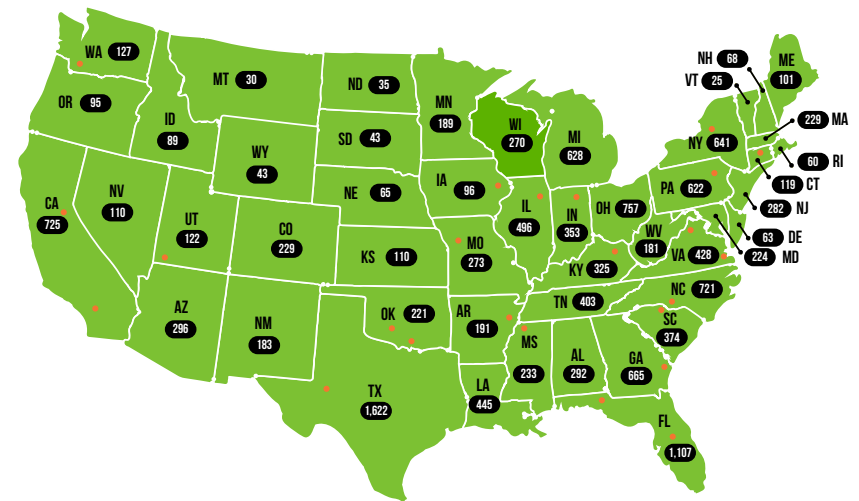 WA 127
OR 95
CA 725
NV 110
ID 89
MT 30
WY 43
UT 122
AZ 296
CO 229
NM 183
ND 35
SD 43
NE 65
KS 110
OK 221
TX 1,622
MN 189
IA 96
MO 273
AR 191
LA 445
WI 270
IL 496
MI 628
IN 353
OH 757
KY 325
TN 403
MS 233
AL 292
GA 665
FL 1,107
SC 374
NC 721
VA 428
WV 181
PA 622
NY 641
VT 25
NH 68
ME 101
229 MA
60 RI
119 CT
282 NJ
63 DE
224 MD